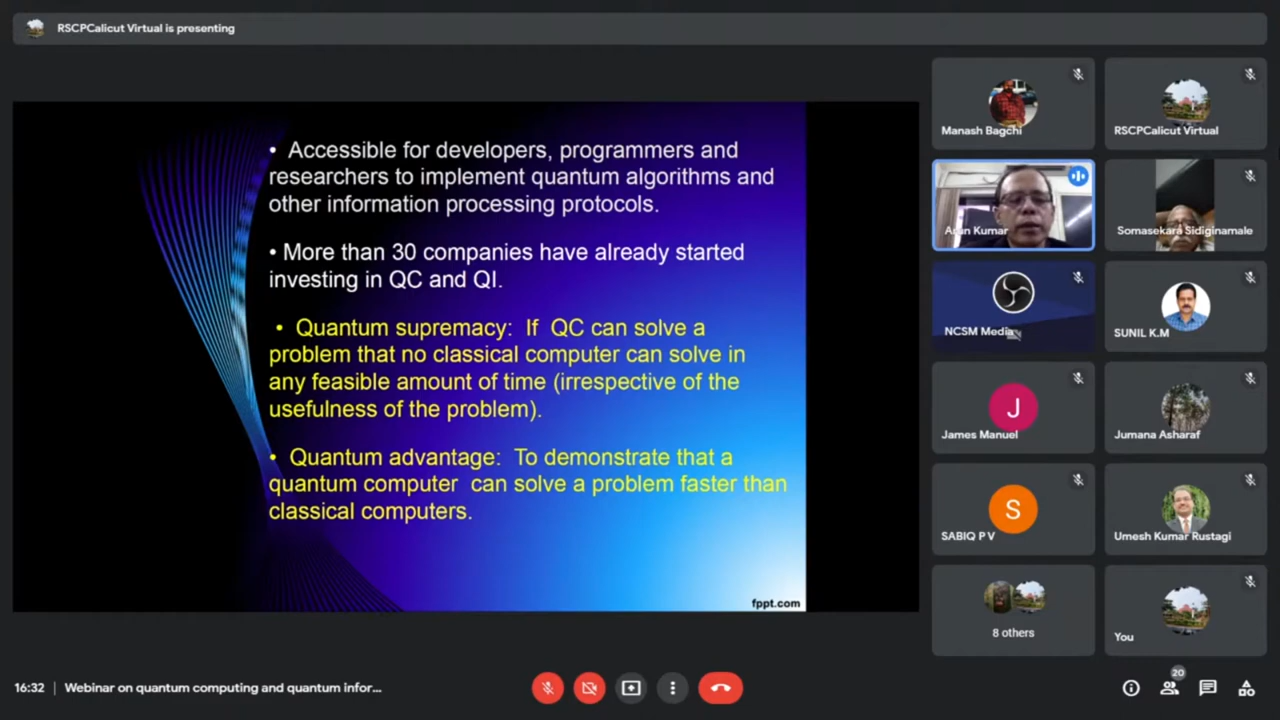 RSCPCalicut Virtual is presenting
• Accessible for developers, programmers and
researchers to implement quantum algorithms and
other information processing protocols.
• More than 30 companies have already started
investing in QC and QI.
• Quantum supremacy: If QC can solve a
problem that no classical computer can solve in
any feasible amount of time (irrespective of the
usefulness of the problem).
• Quantum advantage: To demonstrate that a
quantum computer can solve a problem faster than
classical computers.
fppt.com
Manash Bagchi
RSCPCalicut Virtual
Arun Kumar
Somasekara Sidiginamale
NCSM Media
SUNIL K.M
J
James Manuel
Jumana Asharaf
S
SABIQ P V
Umesh Kumar Rustagi
8 others
You
16:32 | Webinar on quantum computing and quantum infor...
20